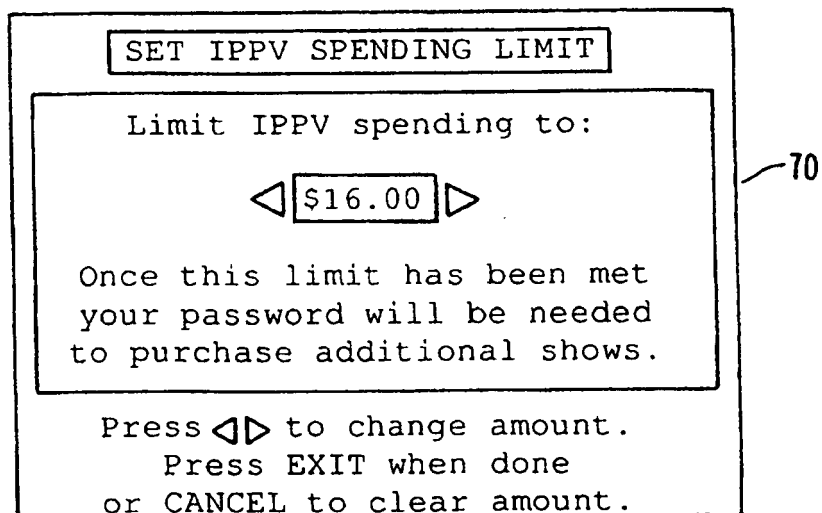 SET IPPV SPENDING LIMIT
Limit IPPV spending to:
$16.00
70
Once this limit has been met
your password will be needed
to purchase additional shows.
Press ◁▷ to change amount.
Press EXIT when done
or CANCEL to clear amount.